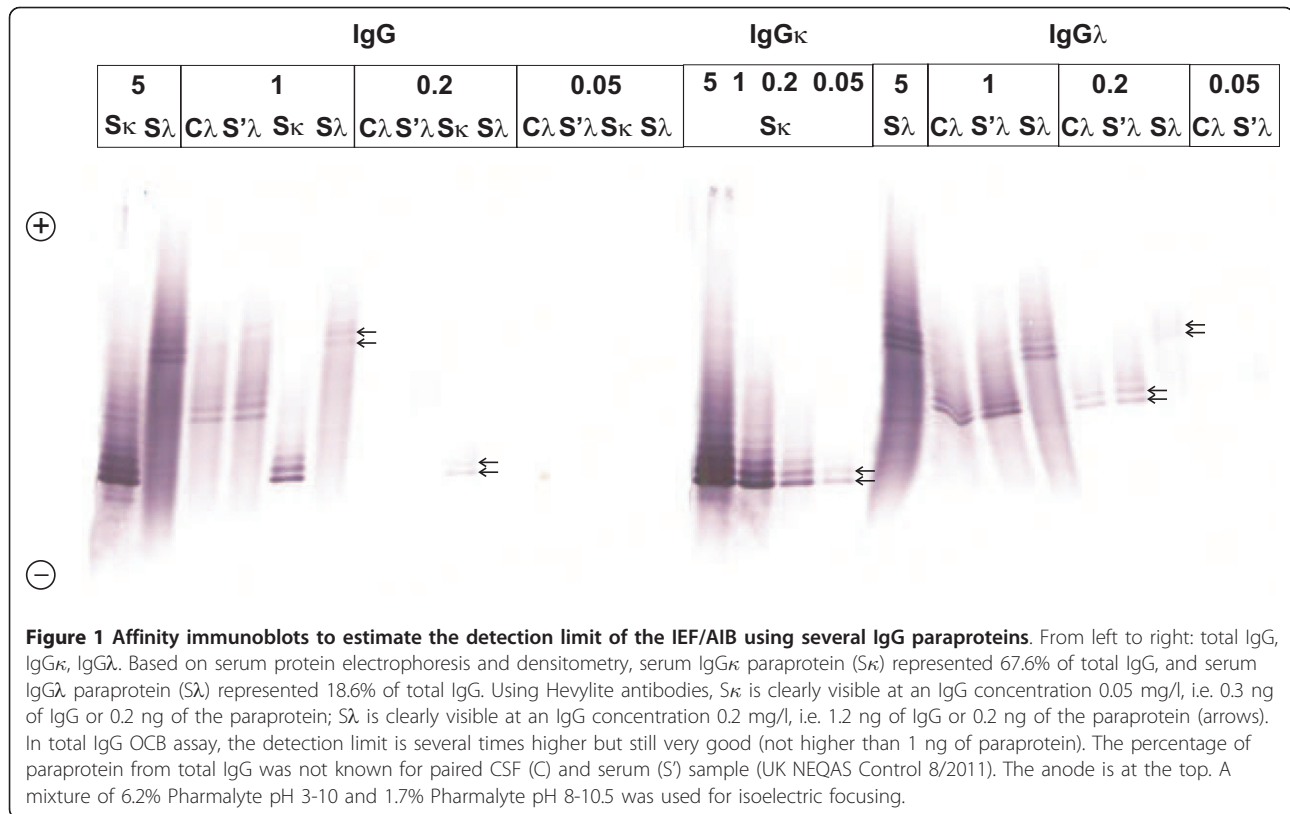 IgG IgGκ IgGλ
5 1 0.2 0.05 5 1 0.2 0.05 5 1 0.2 0.05
Sκ Sλ Cλ S'λ Sκ Sλ Cλ S'λ Sκ Sλ Cλ S'λ Sκ Sλ Sκ Sλ Cλ S'λ Sλ Cλ S'λ Sλ Cλ S'λ
+
−
Figure 1 Affinity immunoblots to estimate the detection limit of the IEF/AIB using several IgG paraproteins. From left to right: total IgG,
IgGκ, IgGλ. Based on serum protein electrophoresis and densitometry, serum IgGκ paraprotein (Sκ) represented 67.6% of total IgG, and serum
IgGλ paraprotein (Sλ) represented 18.6% of total IgG. Using Hevylite antibodies, Sκ is clearly visible at an IgG concentration 0.05 mg/l, i.e. 0.3 ng
of IgG or 0.2 ng of the paraprotein; Sλ is clearly visible at an IgG concentration 0.2 mg/l, i.e. 1.2 ng of IgG or 0.2 ng of the paraprotein (arrows).
In total IgG OCB assay, the detection limit is several times higher but still very good (not higher than 1 ng of paraprotein). The percentage of
paraprotein from total IgG was not known for paired CSF (C) and serum (S') sample (UK NEQAS Control 8/2011). The anode is at the top. A
mixture of 6.2% Pharmalyte pH 3-10 and 1.7% Pharmalyte pH 8-10.5 was used for isoelectric focusing.